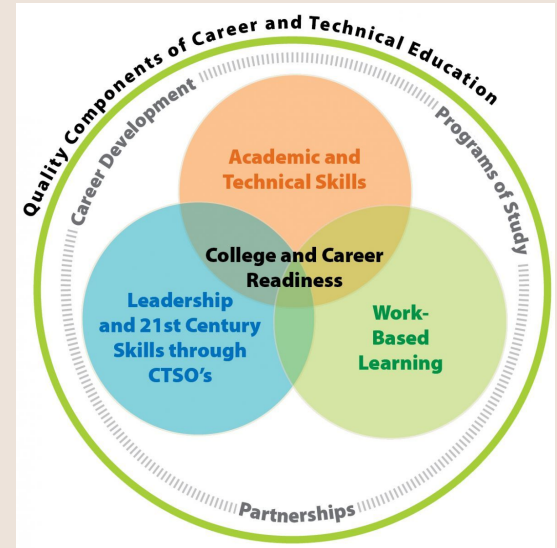 Quality Components of Career and Technical Education
Career Development
Programs of Study
Academic and
Technical Skills
College and Career
Readiness
Leadership
and 21st Century
Skills through
CTSO's
Work-
Based
Learning
Partnerships